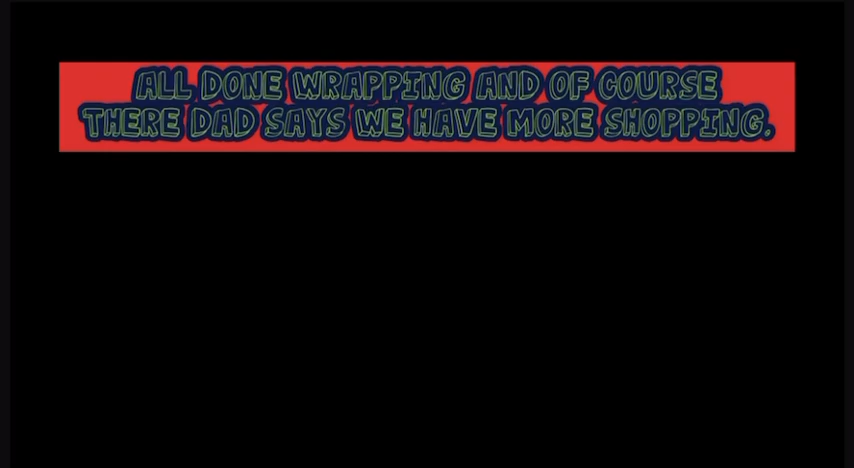 ALL DONE WRAPPING AND OF COURSE
THERE DAD SAYS WE HAVE MORE SHOPPING.